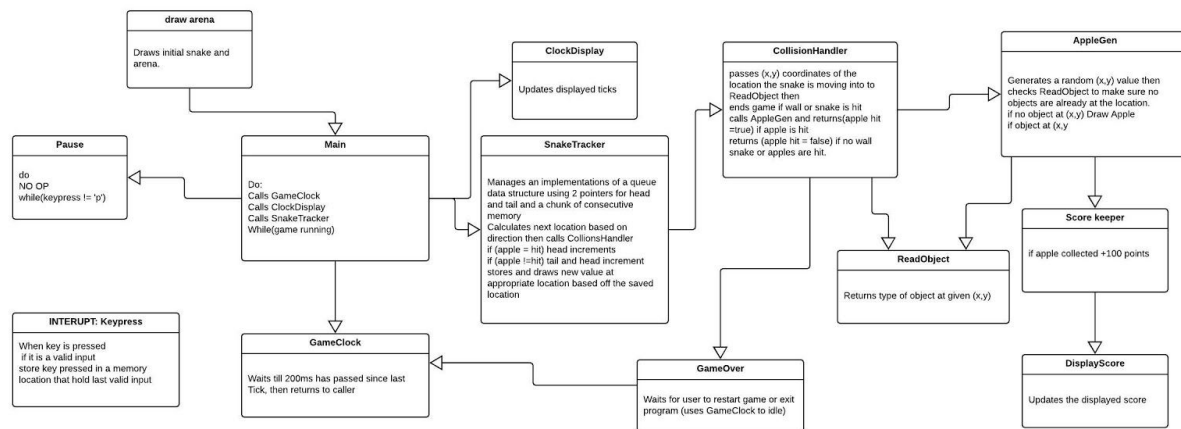 draw arena
Draws initial snake and
arena.
Pause
do
NO OP
while(keypress != 'p')
Main
Do:
Calls GameClock
Calls ClockDisplay
Calls SnakeTracker
While(game running)
ClockDisplay
Updates displayed ticks
SnakeTracker
Manages an implementations of a queue
data structure using 2 pointers for head
and tail and a chunk of consecutive
memory
Calculates next location based on
direction then calls CollionsHandler
if (apple = hit) head increments
if (apple !=hit) tail and head increment
stores and draws new value at
appropriate location based off the saved
location
CollisionHandler
passes (x,y) coordinates of the
location the snake is moving into to
ReadObject then
ends game if wall or snake is hit
calls AppleGen and returns(apple hit
=true) if apple is hit
returns (apple hit = false) if no wall
snake or apples are hit.
AppleGen
Generates a random (x,y) value then
checks ReadObject to make sure no
objects are already at the location.
if no object at (x,y) Draw Apple
if object at (x,y
Score keeper
if apple collected +100 points
ReadObject
Returns type of object at given (x,y)
INTERUPT: Keypress
When key is pressed
if it is a valid input
store key pressed in a memory
location that hold last valid input
GameClock
Waits till 200ms has passed since last
Tick, then returns to caller
GameOver
Waits for user to restart game or exit
program (uses GameClock to idle)
DisplayScore
Updates the displayed score